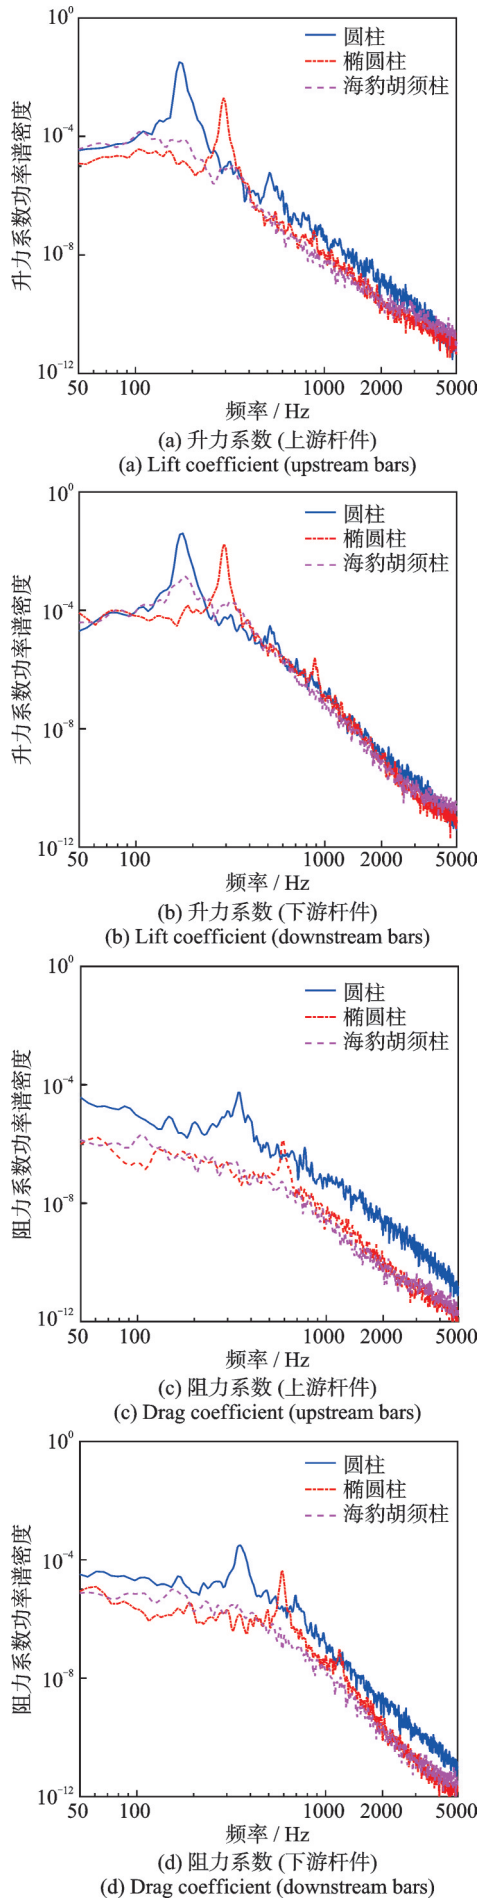 10⁰
圆柱
椭圆柱
海豹胡须柱
10⁻⁴
升力系数功率谱密度
10⁻⁸
10⁻¹²
50 100 1000 2000 5000
频率 / Hz
(a) 升力系数 (上游杆件)
(a) Lift coefficient (upstream bars)
10⁰
圆柱
椭圆柱
海豹胡须柱
10⁻⁴
升力系数功率谱密度
10⁻⁸
10⁻¹²
50 100 1000 2000 5000
频率 / Hz
(b) 升力系数 (下游杆件)
(b) Lift coefficient (downstream bars)
10⁰
圆柱
椭圆柱
海豹胡须柱
10⁻⁴
阻力系数功率谱密度
10⁻⁸
10⁻¹²
50 100 1000 2000 5000
频率 / Hz
(c) 阻力系数 (上游杆件)
(c) Drag coefficient (upstream bars)
10⁰
圆柱
椭圆柱
海豹胡须柱
10⁻⁴
阻力系数功率谱密度
10⁻⁸
10⁻¹²
50 100 1000 2000 5000
频率 / Hz
(d) 阻力系数 (下游杆件)
(d) Drag coefficient (downstream bars)